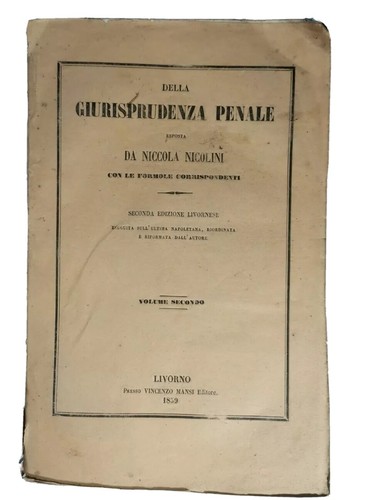 DELLA
GIURISPRUDENZA PENALE
ESPOSTA
DA NICCOLA NICOLINI
CON LE FORMOLE CORRISPONDENTI
SECONDA EDIZIONE LIVORNESE
ESEGUITA SULL'ULTIMA NAPOLETANA, RIORDINATA
E RIFORMATA DALL'AUTORE.
VOLUME SECONDO
LIVORNO
PRESSO VINCENZO MANSI EDITORE.
1859